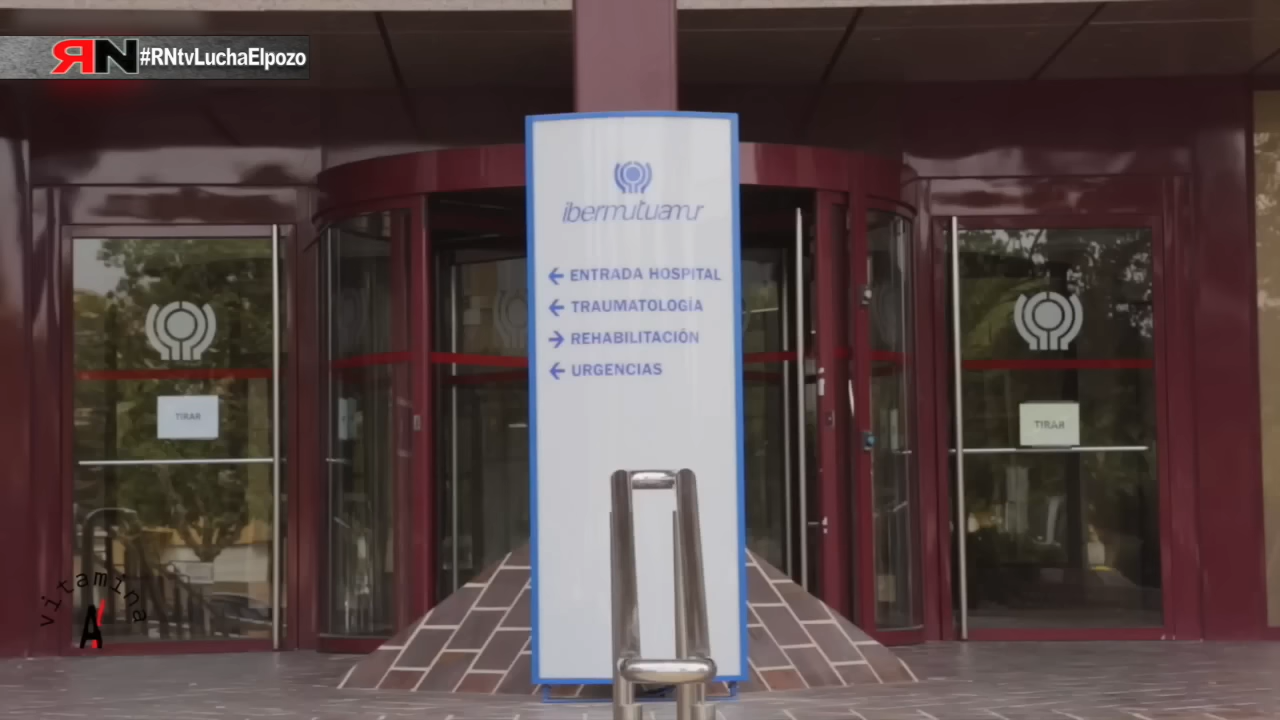 RN #RNtvLuchaElpozo
ibermutuamur
← ENTRADA HOSPITAL
← TRAUMATOLOGÍA
→ REHABILITACIÓN
← URGENCIAS
TIRAR
TIRAR
vitamina
A